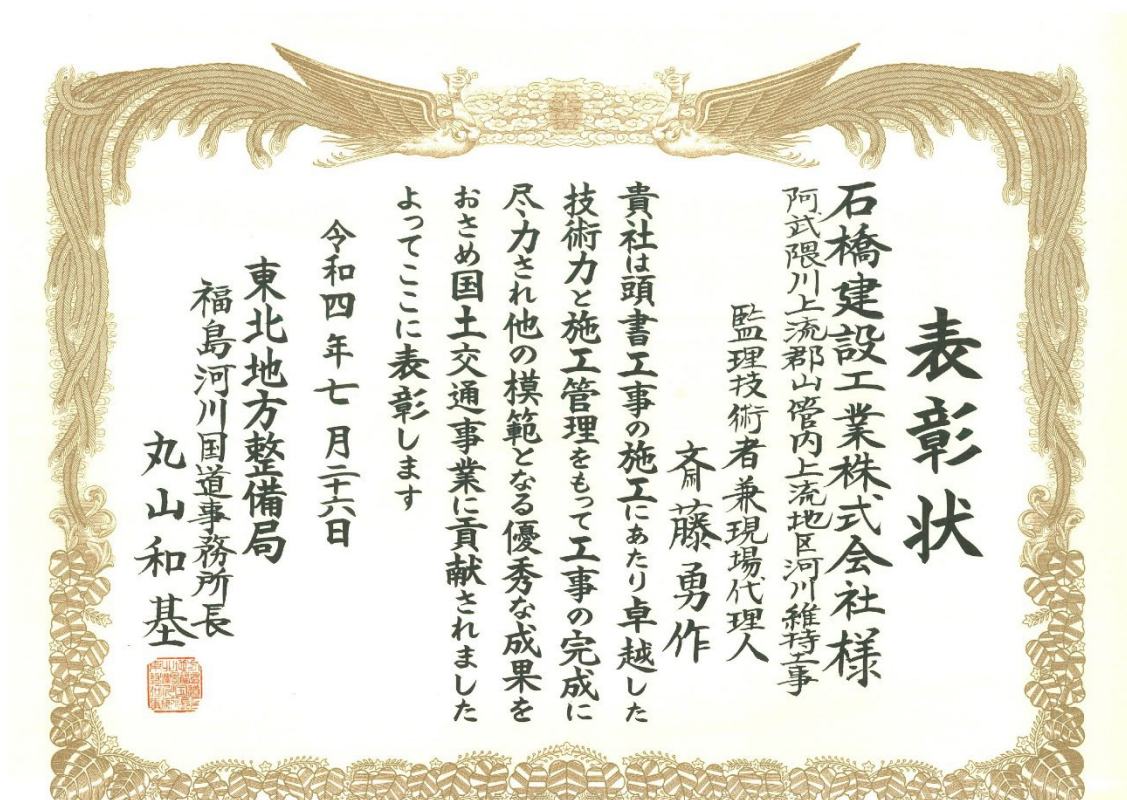 表彰状
石橋建設工業株式会社様
阿武隈川上流郡山管内上流地区河川維持工事
監理技術者兼現場代理人
斎藤勇作
貴社は頭書工事の施工にあたり卓越した
技術力と施工管理をもって工事の完成に
尽力され他の模範となる優秀な成果を
おさめ国土交通事業に貢献されました
よってここに表彰します
令和四年七月二十六日
東北地方整備局
福島河川国道事務所長
丸山和基